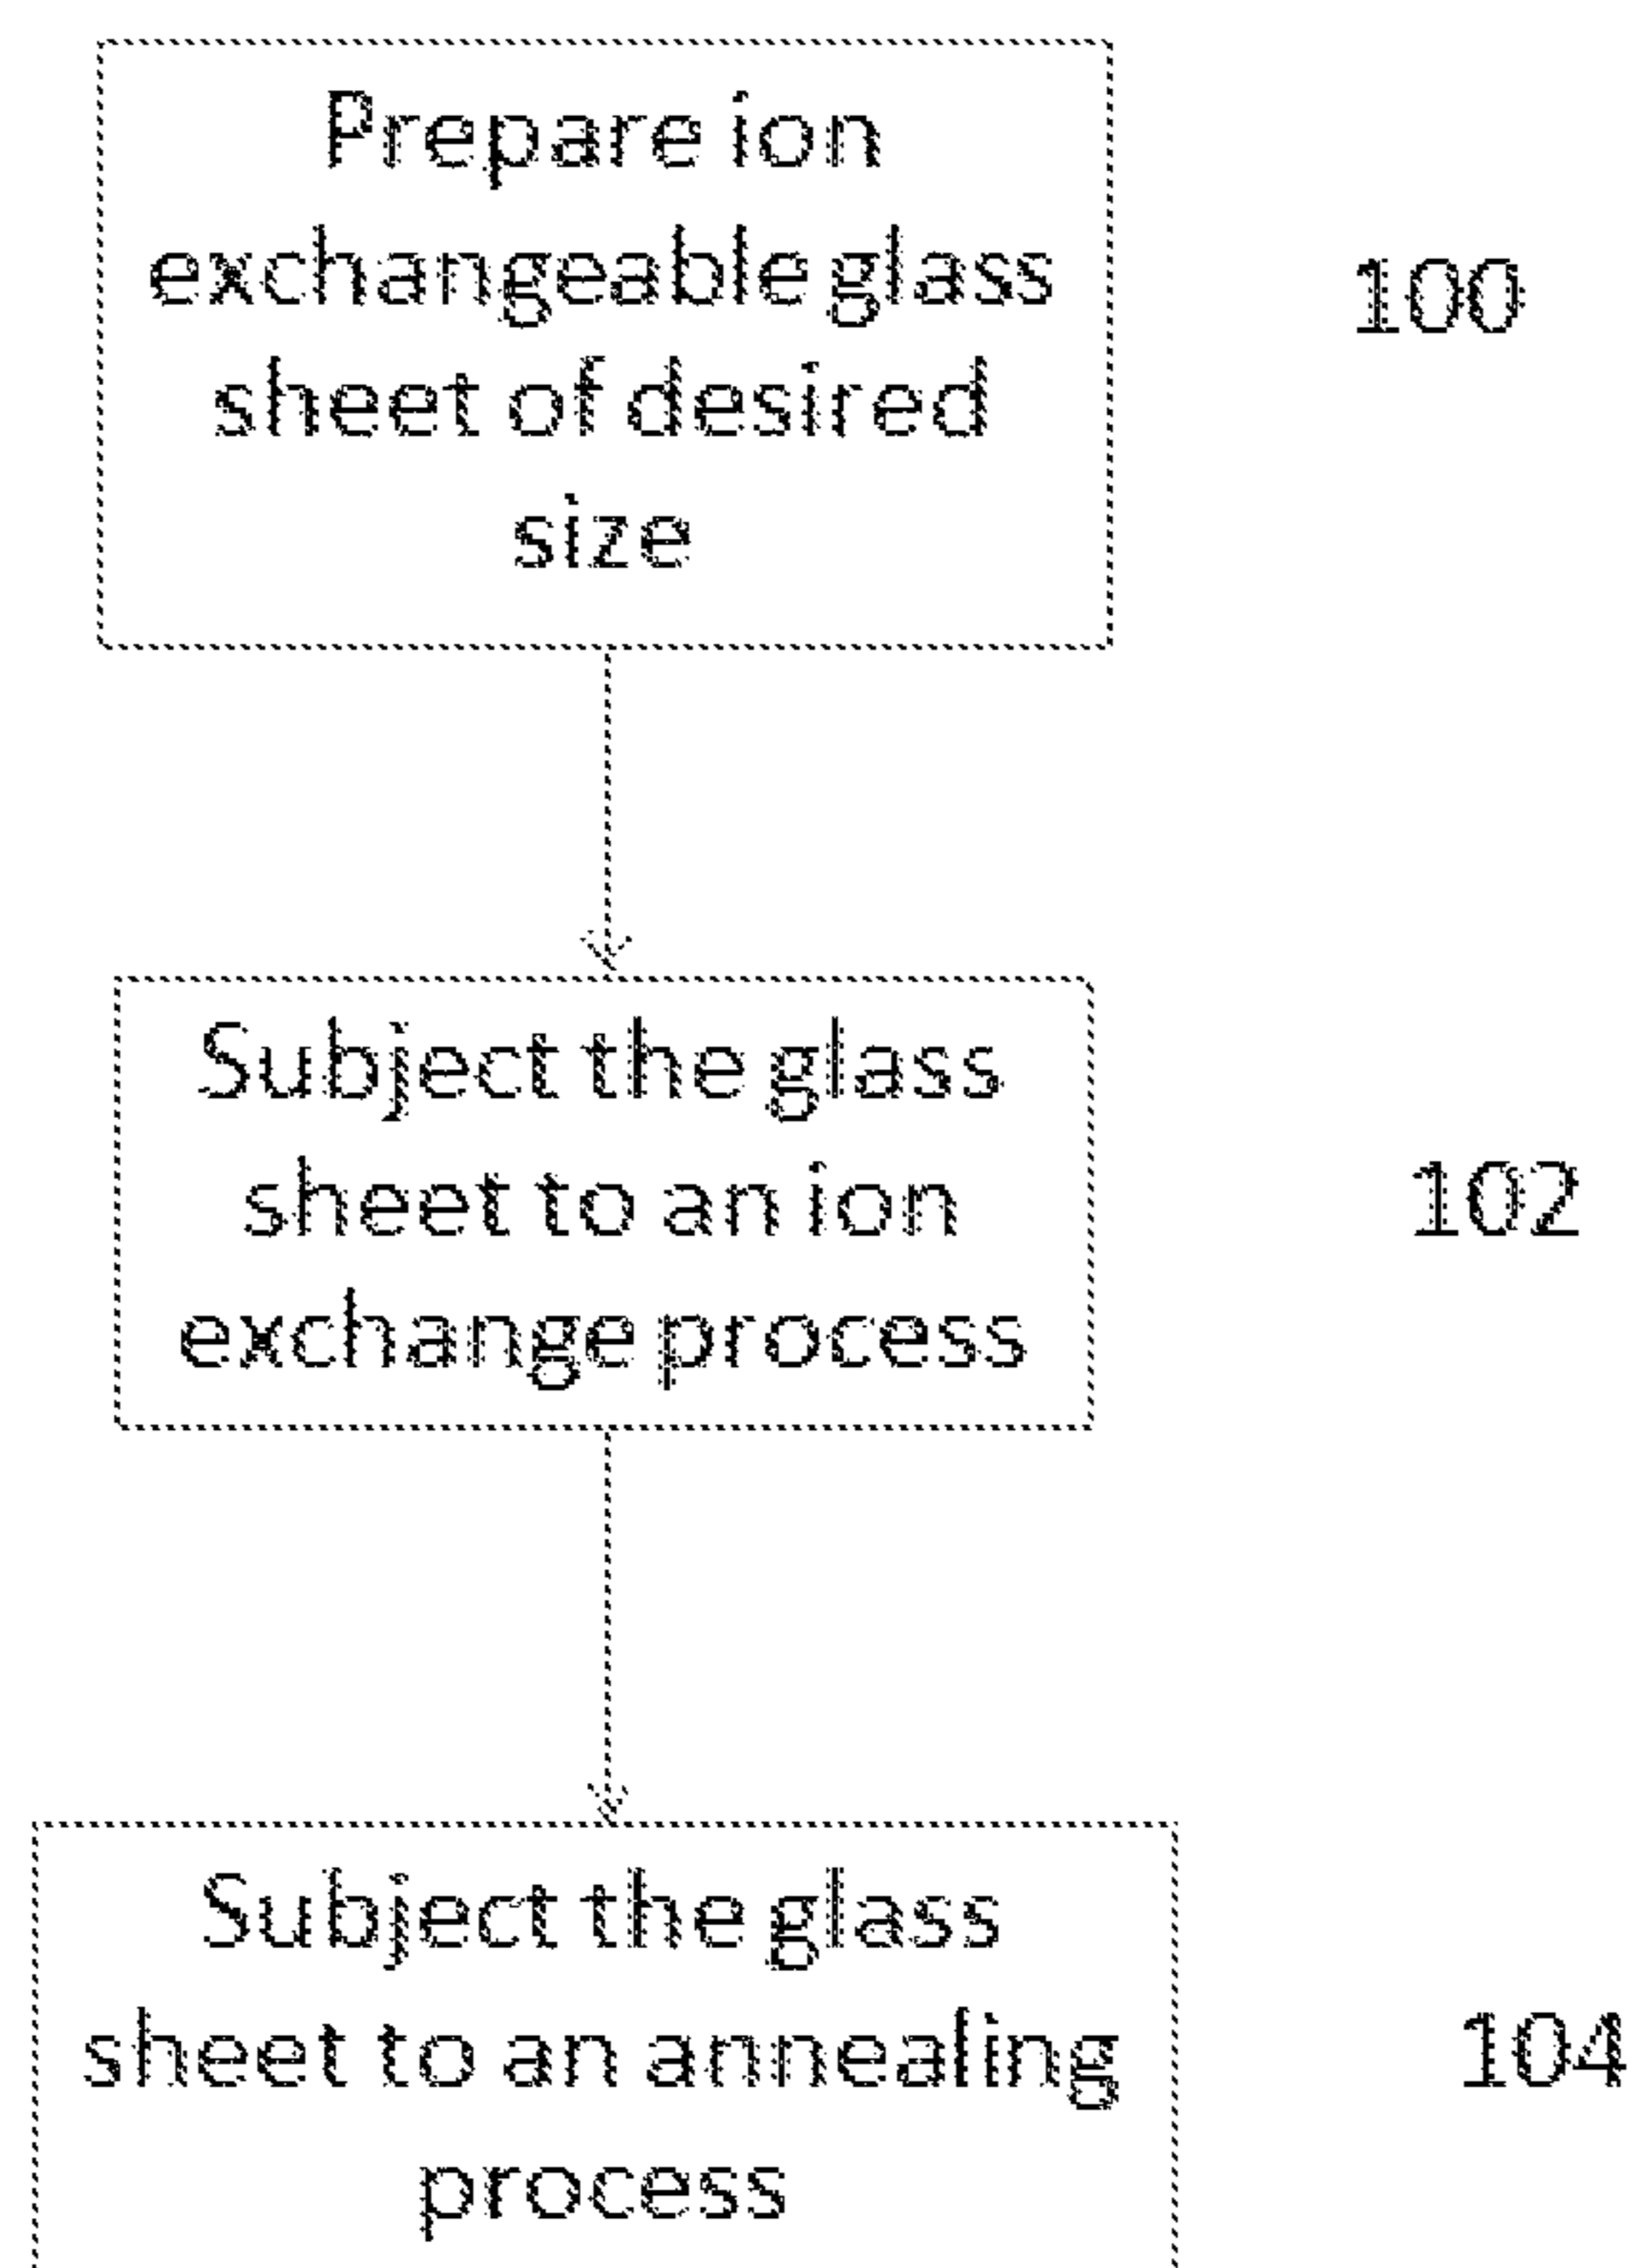 Prepare ion
exchangeable glass
sheet of desired
size
100
Subject the glass
sheet to an ion
exchange process
102
Subject the glass
sheet to an annealing
process
104